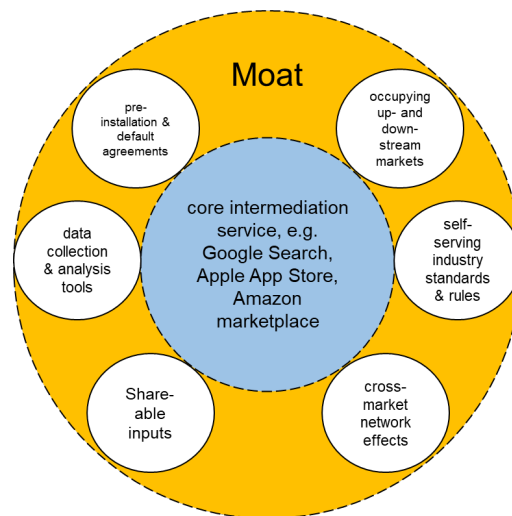 Moat
pre-
installation &
default
agreements
occupying
up- and
down-
stream
markets
core intermediation
service, e.g.
Google Search,
Apple App Store,
Amazon
marketplace
data
collection
& analysis
tools
self-
serving
industry
standards
& rules
Share-
able
inputs
cross-
market
network
effects